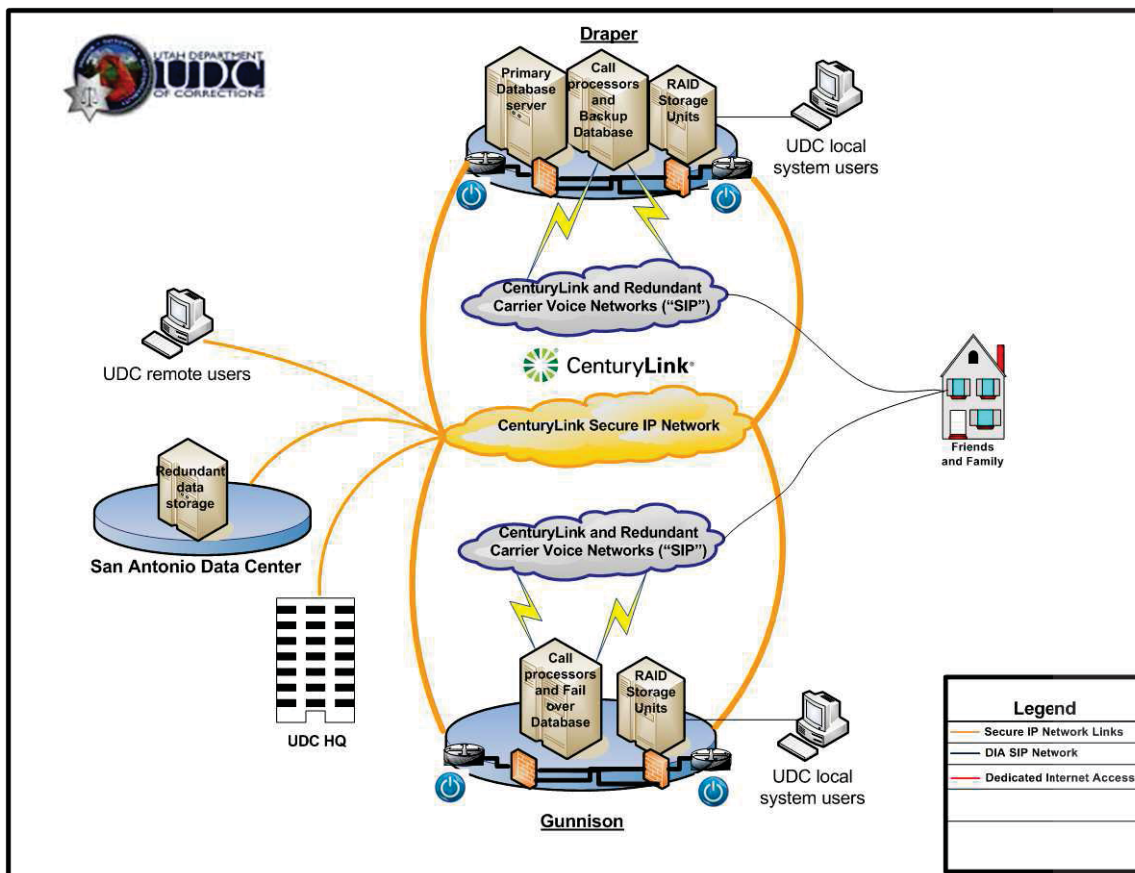 UTAH DEPARTMENT
UDC
OF CORRECTIONS
Draper
Primary
Database
server
Call
processors
and
Backup
Database
RAID
Storage
Units
UDC local
system users
CenturyLink and Redundant
Carrier Voice Networks (“SIP”)
UDC remote users
CenturyLink®
CenturyLink Secure IP Network
Friends
and Family
Redundant
data
storage
San Antonio Data Center
CenturyLink and Redundant
Carrier Voice Networks (“SIP”)
UDC HQ
Call
processors
and Fail
over
Database
RAID
Storage
Units
UDC local
system users
Gunnison
Legend
Secure IP Network Links
DIA SIP Network
Dedicated Internet Access